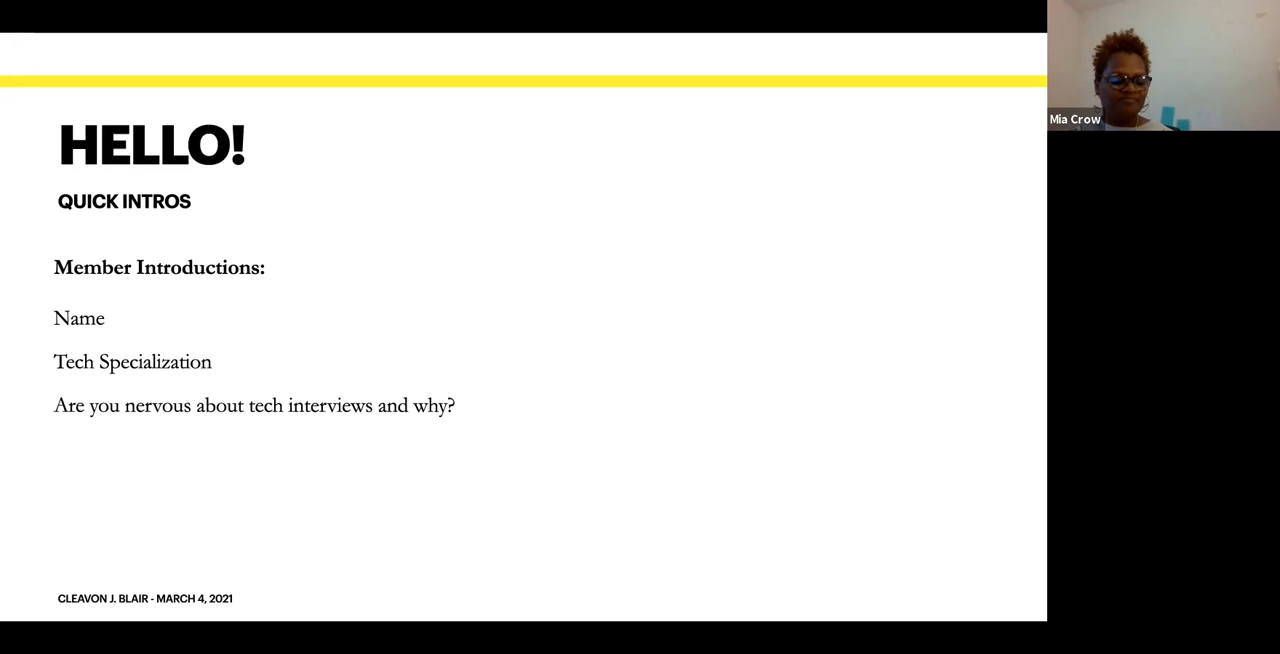 HELLO!
QUICK INTROS
Member Introductions:
Name
Tech Specialization
Are you nervous about tech interviews and why?
CLEAVON J. BLAIR - MARCH 4, 2021
Mia Crow